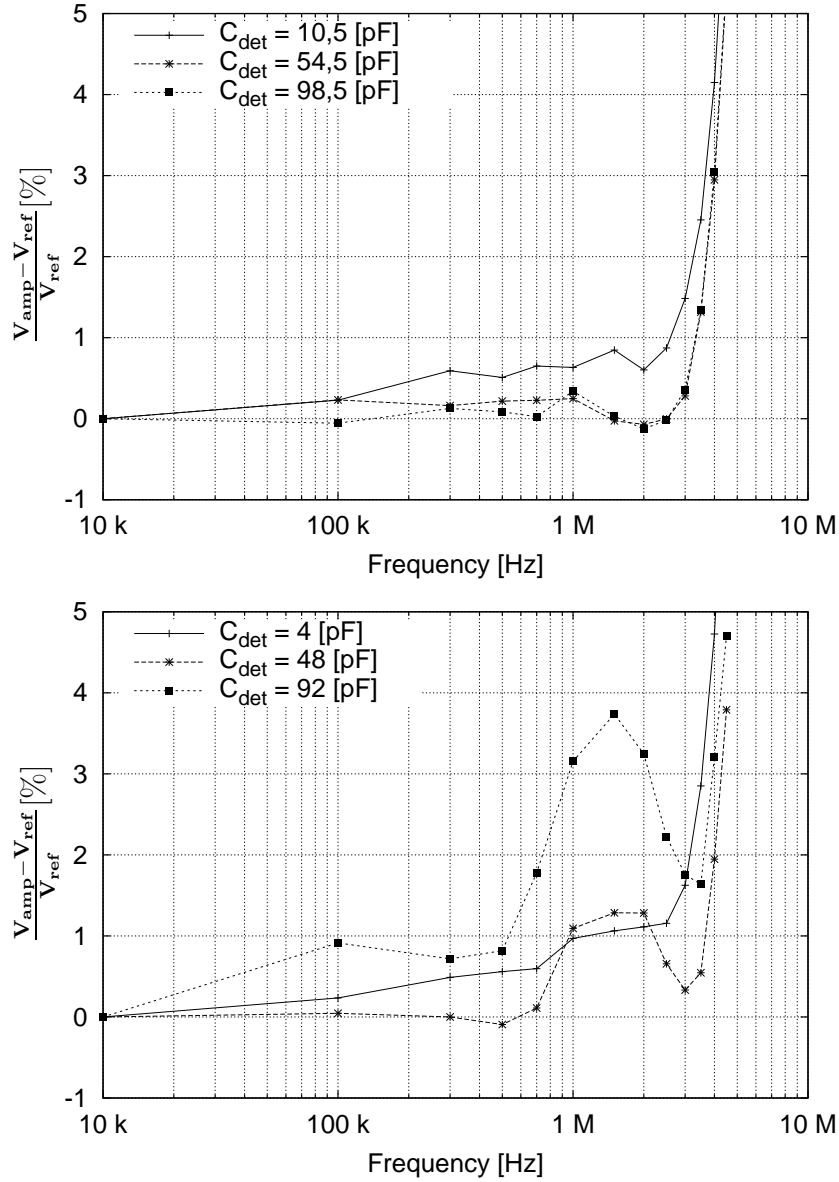 5
4
3
2
1
0
-1
C_det = 10,5 [pF]
C_det = 54,5 [pF]
C_det = 98,5 [pF]
V_amp−V_ref / V_ref [%]
10 k 100 k 1 M 10 M
Frequency [Hz]
5
4
3
2
1
0
-1
C_det = 4 [pF]
C_det = 48 [pF]
C_det = 92 [pF]
V_amp−V_ref / V_ref [%]
10 k 100 k 1 M 10 M
Frequency [Hz]